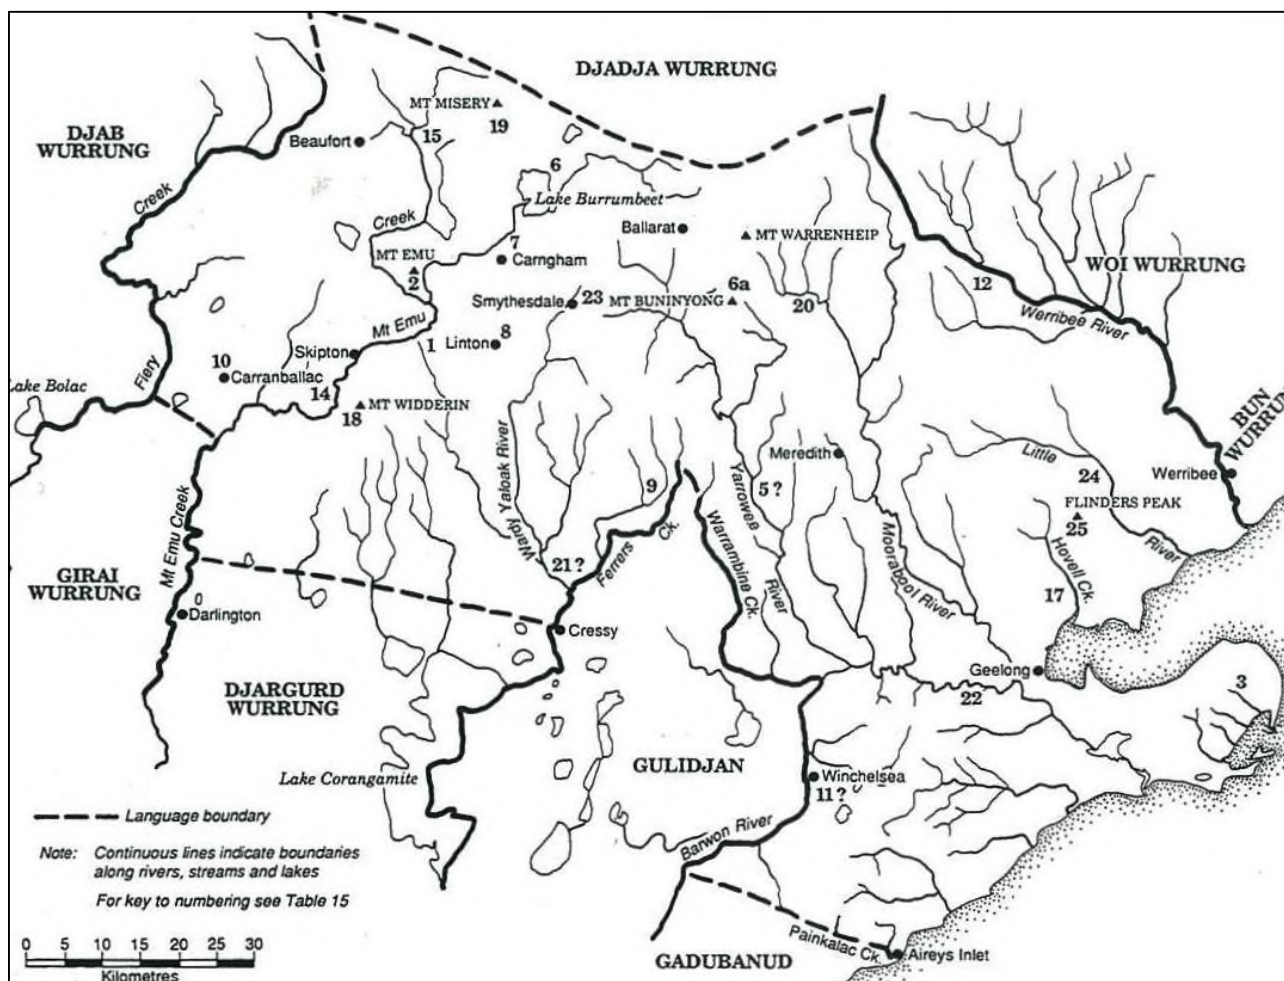 DJADJA WURRUNG
MT MISERY
DJAB
WURRUNG
Beaufort
15
19
6
Creek
Lake Burrumbeet
Creek
Ballarat
MT WARRENHEIP
MT EMU
7
Carngham
WOI WURRUNG
2
6a
12
Smythesdale
23
MT BUNINYONG
20
Mt Emu
Werribee River
1
Linton
8
Skipton
10
Carranballac
Fiery
Lake Bolac
14
18
MT WIDDERIN
BUN
WURRUN
Woady Yaloak River
Meredith
Little
Werribee
24
9
Yarrowee
5 ?
FLINDERS PEAK
25
Mt Emu Creek
Ck.
Warrambine Ck.
Moorabool River
Hovell Ck.
River
21 ?
Ferrers
GIRAI
WURRUNG
River
17
Darlington
Cressy
Geelong
3
DJARGURD
WURRUNG
22
GULIDJAN
Lake Corangamite
Winchelsea
11 ?
Language boundary
Barwon River
Note: Continuous lines indicate boundaries
along rivers, streams and lakes
For key to numbering see Table 15
Painkalac Ck.
0 5 10 15 20 25 30
Kilometres
GADUBANUD
Aireys Inlet